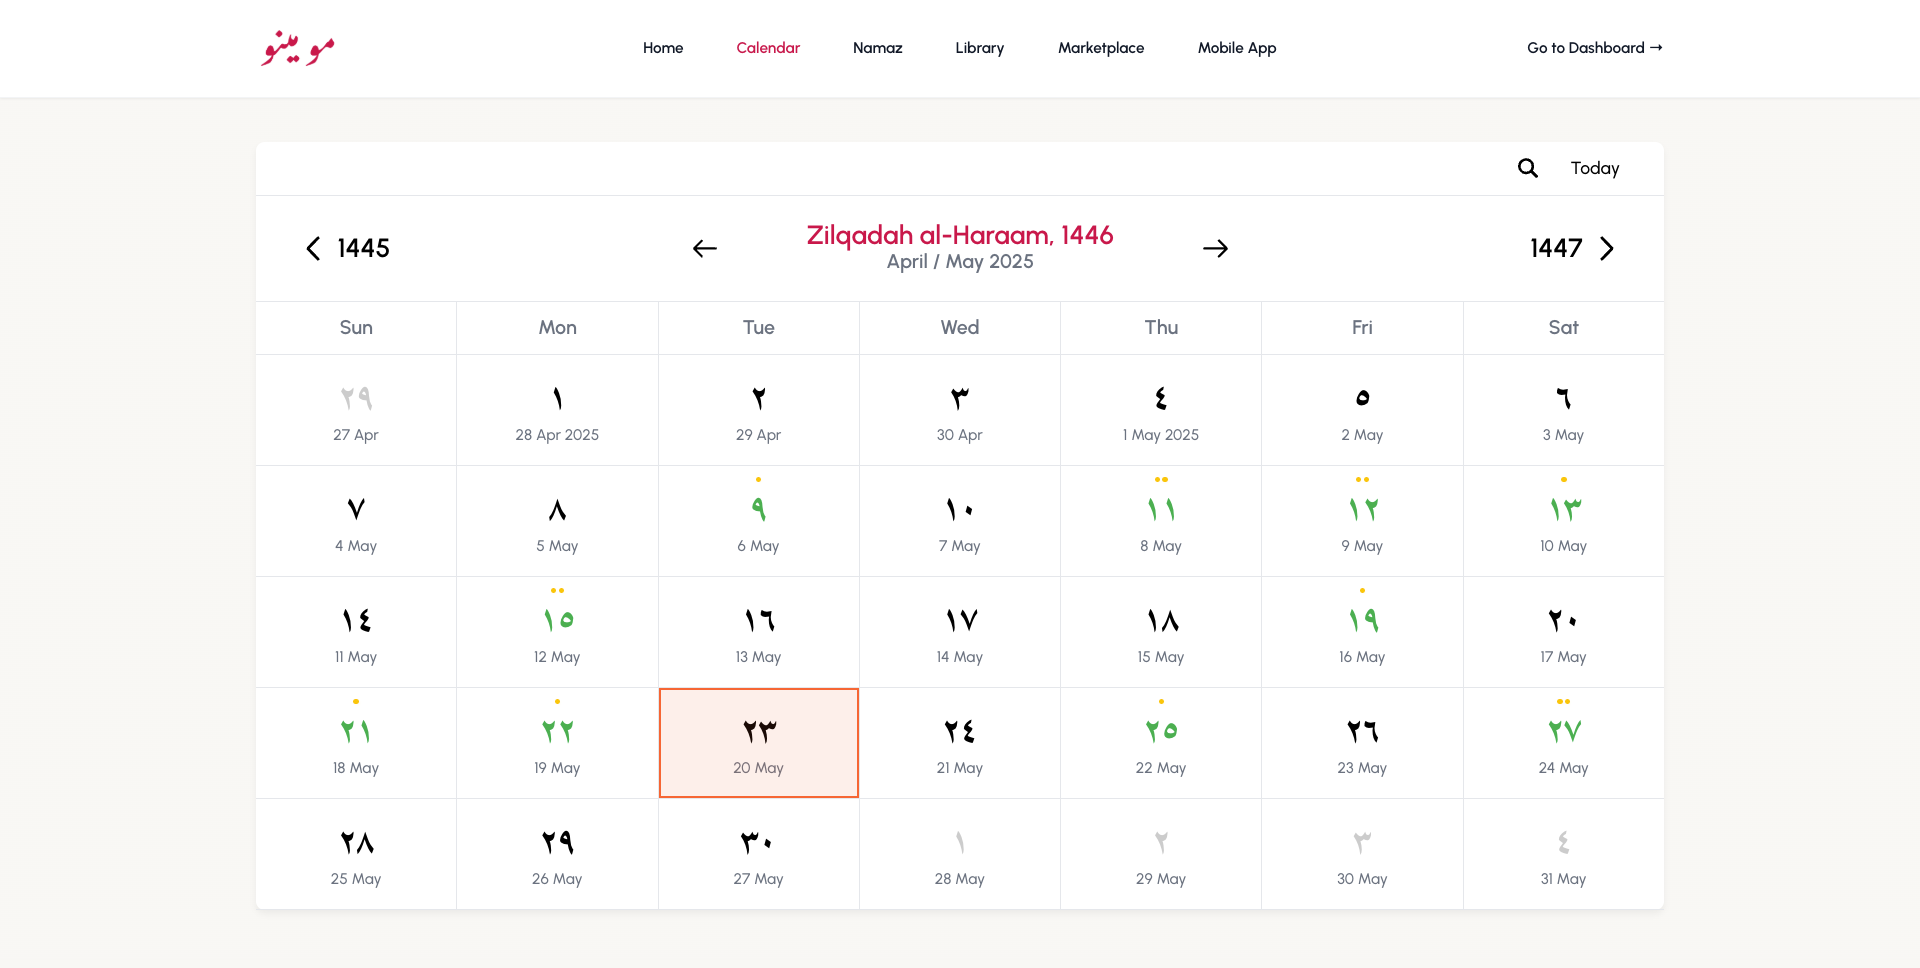 مو ينو
Home Calendar Namaz Library Marketplace Mobile App Go to Dashboard →
Today
1445 ← Zilqadah al-Haraam, 1446 → 1447
April / May 2025
Sun Mon Tue Wed Thu Fri Sat
٢٩ ١ ٢ ٣ ٤ ٥ ٦
27 Apr 28 Apr 2025 29 Apr 30 Apr 1 May 2025 2 May 3 May
٧ ٨ ٩ ١٠ ١١ ١٢ ١٣
4 May 5 May 6 May 7 May 8 May 9 May 10 May
١٤ ١٥ ١٦ ١٧ ١٨ ١٩ ٢٠
11 May 12 May 13 May 14 May 15 May 16 May 17 May
٢١ ٢٢ ٢٣ ٢٤ ٢٥ ٢٦ ٢٧
18 May 19 May 20 May 21 May 22 May 23 May 24 May
٢٨ ٢٩ ٣٠ ١ ٢ ٣ ٤
25 May 26 May 27 May 28 May 29 May 30 May 31 May